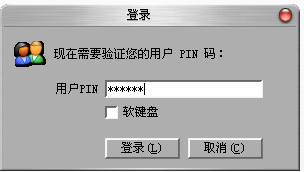 登录
现在需要验证您的用户 PIN 码：
用户PIN ******
软键盘
登录(L) 取消(C)